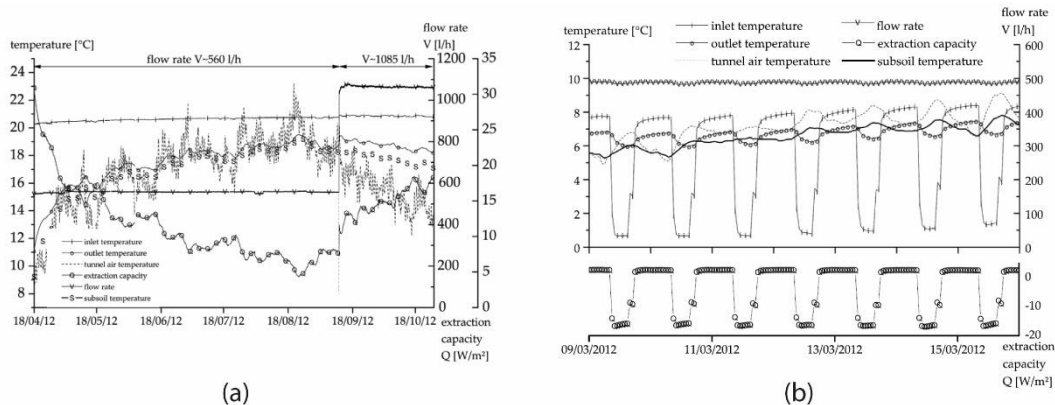 temperature [°C]
flow rate
V [l/h]
flow rate V~560 l/h
V~1085 l/h
24
22
20
18
16
14
12
10
8
35
30
25
20
15
10
5
0
1200
1000
800
600
400
200
0
inlet temperature
outlet temperature
tunnel air temperature
extraction capacity
flow rate
subsoil temperature
18/04/12
18/05/12
18/06/12
18/07/12
18/08/12
18/09/12
18/10/12
extraction
capacity
Q [W/m²]
(a)
inlet temperature
outlet temperature
tunnel air temperature
flow rate
extraction capacity
subsoil temperature
temperature [°C]
flow rate
V [l/h]
12
10
8
6
4
2
0
600
500
400
300
200
100
0
0
-10
-20
09/03/2012
11/03/2012
13/03/2012
15/03/2012
extraction
capacity
Q [W/m²]
(b)